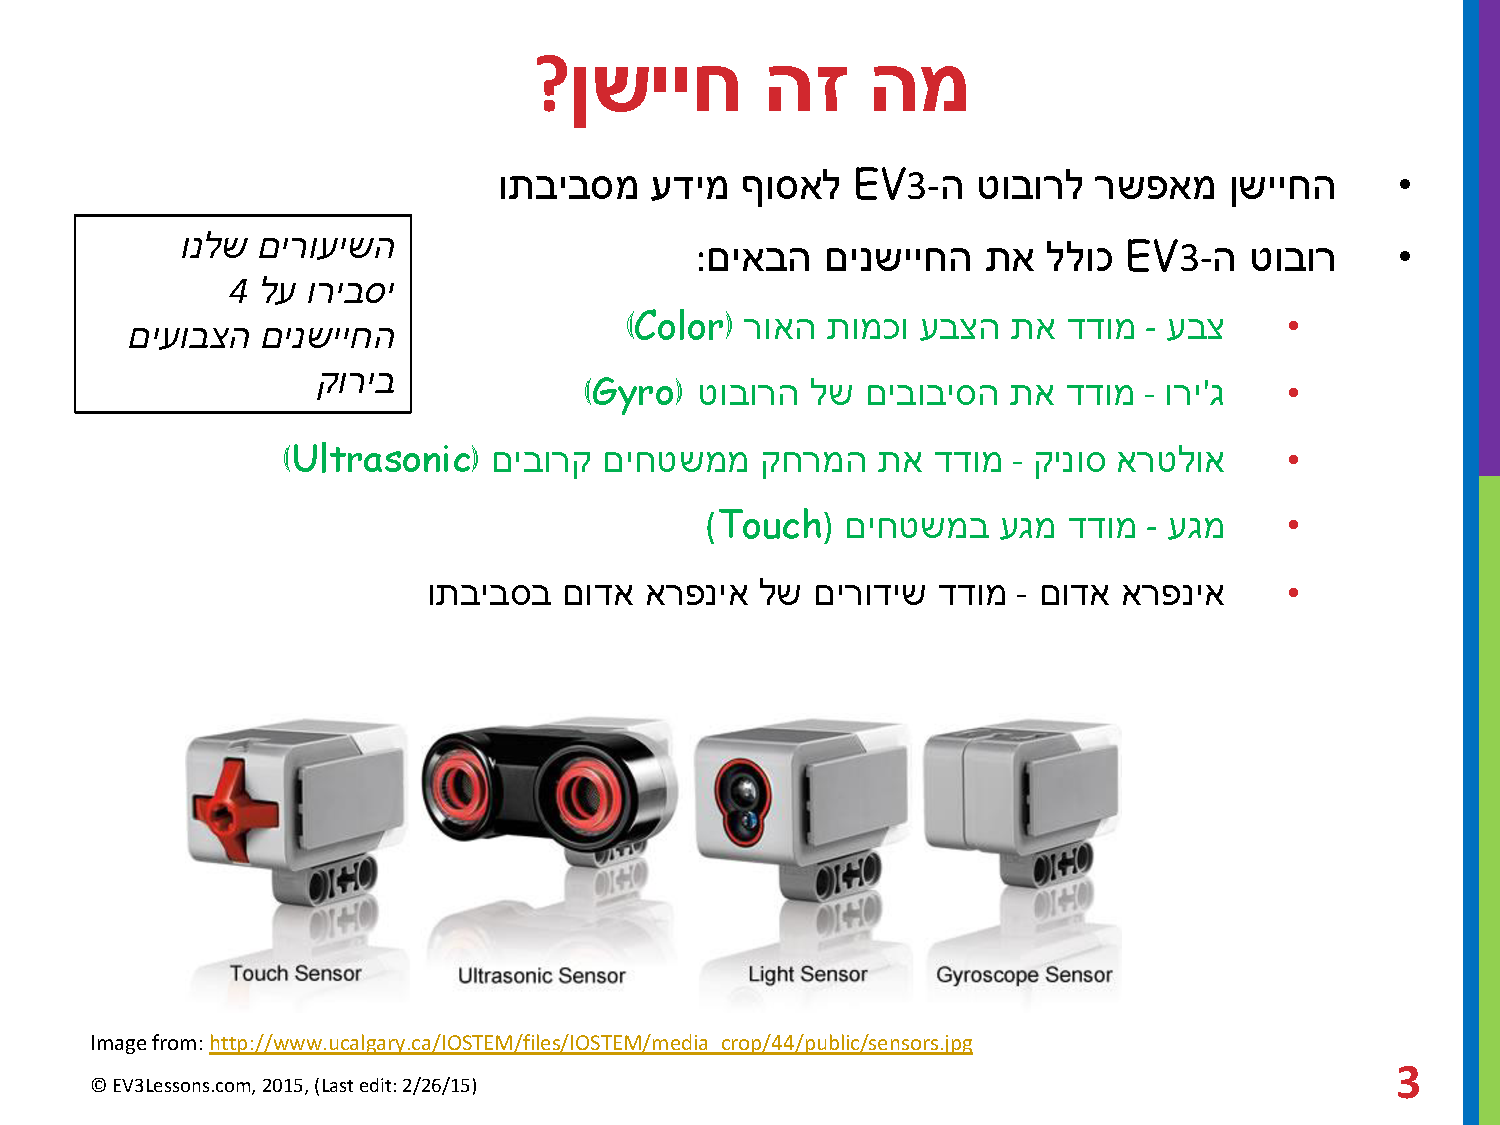 מה זה חיישן?
החיישן מאפשר לרובוט ה-EV3 לאסוף מידע מסביבתו
רובוט ה-EV3 כולל את החיישנים הבאים:
צבע - מודד את הצבע וכמות האור (Color)
ג'ירו - מודד את הסיבובים של הרובוט (Gyro)
אולטרא סוניק - מודד את המרחק ממשטחים קרובים (Ultrasonic)
מגע - מודד מגע במשטחים (Touch)
אינפרא אדום - מודד שידורים של אינפרא אדום בסביבתו
השיעורים שלנו
יסבירו על 4
החיישנים הצבועים
בירוק
Touch Sensor
Ultrasonic Sensor
Light Sensor
Gyroscope Sensor
Image from: http://www.ucalgary.ca/IOSTEM/files/IOSTEM/media_crop/44/public/sensors.jpg
© EV3Lessons.com, 2015, (Last edit: 2/26/15)
3